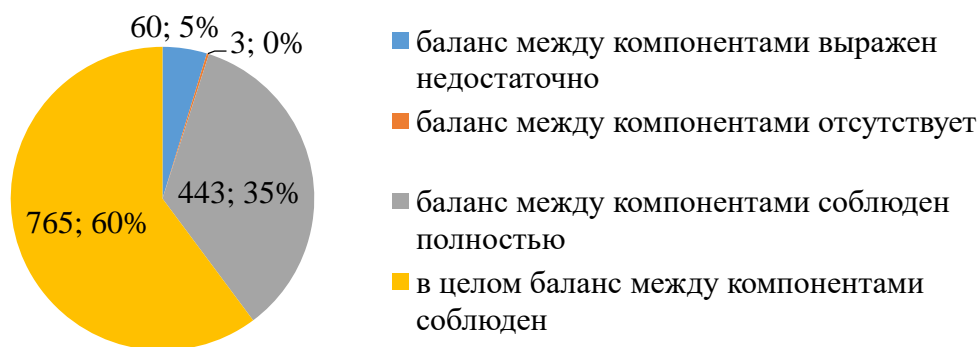 60; 5%
3; 0%
443; 35%
765; 60%
баланс между компонентами выражен
недостаточно
баланс между компонентами отсутствует
баланс между компонентами соблюден
полностью
в целом баланс между компонентами
соблюден